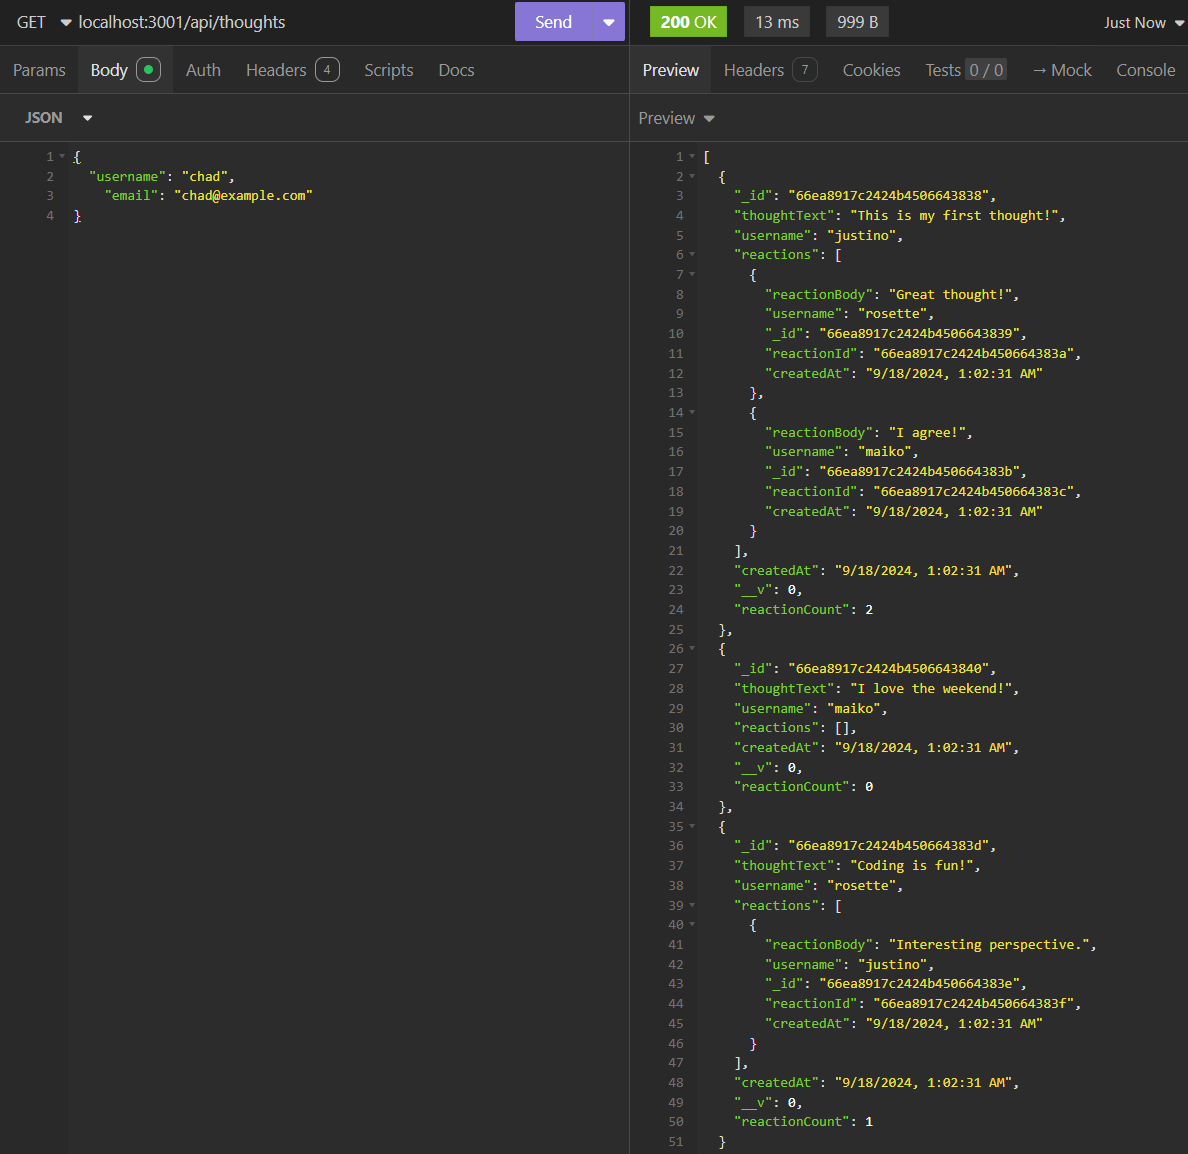 GET localhost:3001/api/thoughts Send 200 OK 13 ms 999 B Just Now
Params Body Auth Headers 4 Scripts Docs
Preview Headers 7 Cookies Tests 0 / 0 → Mock Console
JSON
Preview
1 {
2 "username": "chad",
3 "email": "chad@example.com"
4 }
1 [
2 {
3 "_id": "66ea8917c2424b4506643838",
4 "thoughtText": "This is my first thought!",
5 "username": "justino",
6 "reactions": [
7 {
8 "reactionBody": "Great thought!",
9 "username": "rosette",
10 "_id": "66ea8917c2424b4506643839",
11 "reactionId": "66ea8917c2424b450664383a",
12 "createdAt": "9/18/2024, 1:02:31 AM"
13 },
14 {
15 "reactionBody": "I agree!",
16 "username": "maiko",
17 "_id": "66ea8917c2424b450664383b",
18 "reactionId": "66ea8917c2424b450664383c",
19 "createdAt": "9/18/2024, 1:02:31 AM"
20 }
21 ],
22 "createdAt": "9/18/2024, 1:02:31 AM",
23 "__v": 0,
24 "reactionCount": 2
25 },
26 {
27 "_id": "66ea8917c2424b4506643840",
28 "thoughtText": "I love the weekend!",
29 "username": "maiko",
30 "reactions": [],
31 "createdAt": "9/18/2024, 1:02:31 AM",
32 "__v": 0,
33 "reactionCount": 0
34 },
35 {
36 "_id": "66ea8917c2424b450664383d",
37 "thoughtText": "Coding is fun!",
38 "username": "rosette",
39 "reactions": [
40 {
41 "reactionBody": "Interesting perspective.",
42 "username": "justino",
43 "_id": "66ea8917c2424b450664383e",
44 "reactionId": "66ea8917c2424b450664383f",
45 "createdAt": "9/18/2024, 1:02:31 AM"
46 }
47 ],
48 "createdAt": "9/18/2024, 1:02:31 AM",
49 "__v": 0,
50 "reactionCount": 1
51 }